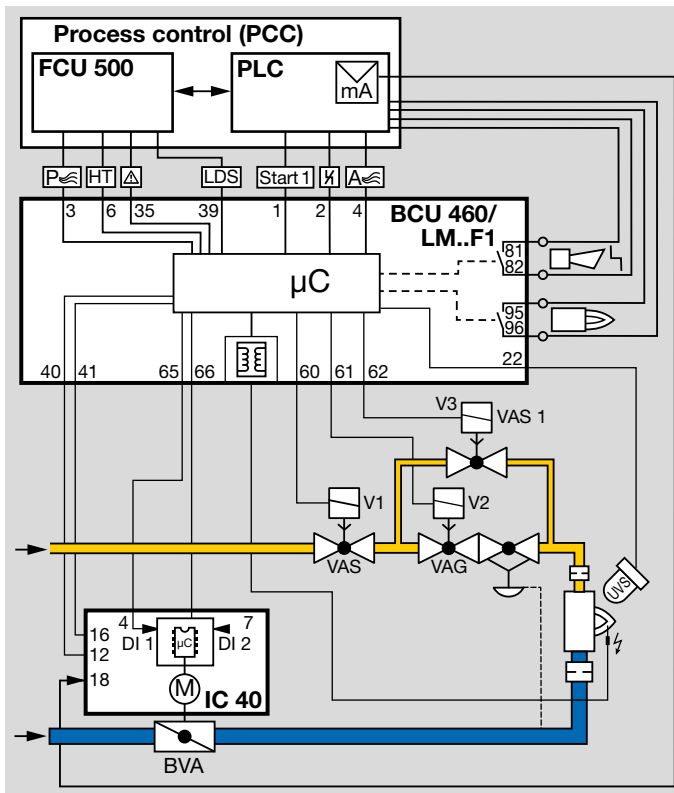 Process control (PCC)
FCU 500
PLC
mA
P
HT
LDS
Start 1
A
3
6
35
39
1
2
4
BCU 460/
LM..F1
81
82
µC
95
96
22
40
41
65
66
60
61
62
V3
VAS 1
V1
V2
VAS
VAG
UVS
4
7
16
DI 1
µC
DI 2
12
18
M
IC 40
BVA